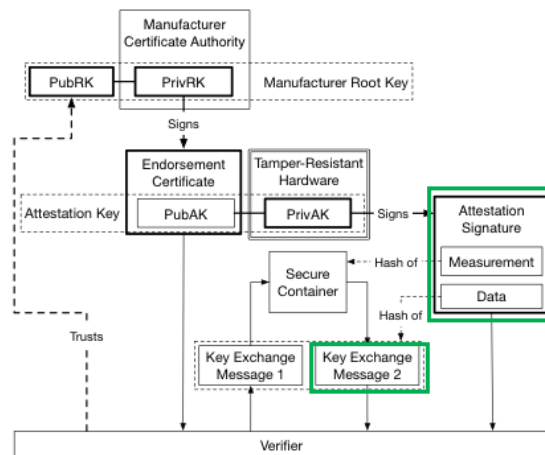 Manufacturer
Certificate Authority
PubRK
PrivRK
Manufacturer Root Key
Signs
Endorsement
Certificate
Tamper-Resistant
Hardware
Attestation Key
PubAK
PrivAK
Signs
Attestation
Signature
Measurement
Data
Hash of
Secure
Container
Hash of
Trusts
Key Exchange
Message 1
Key Exchange
Message 2
Verifier